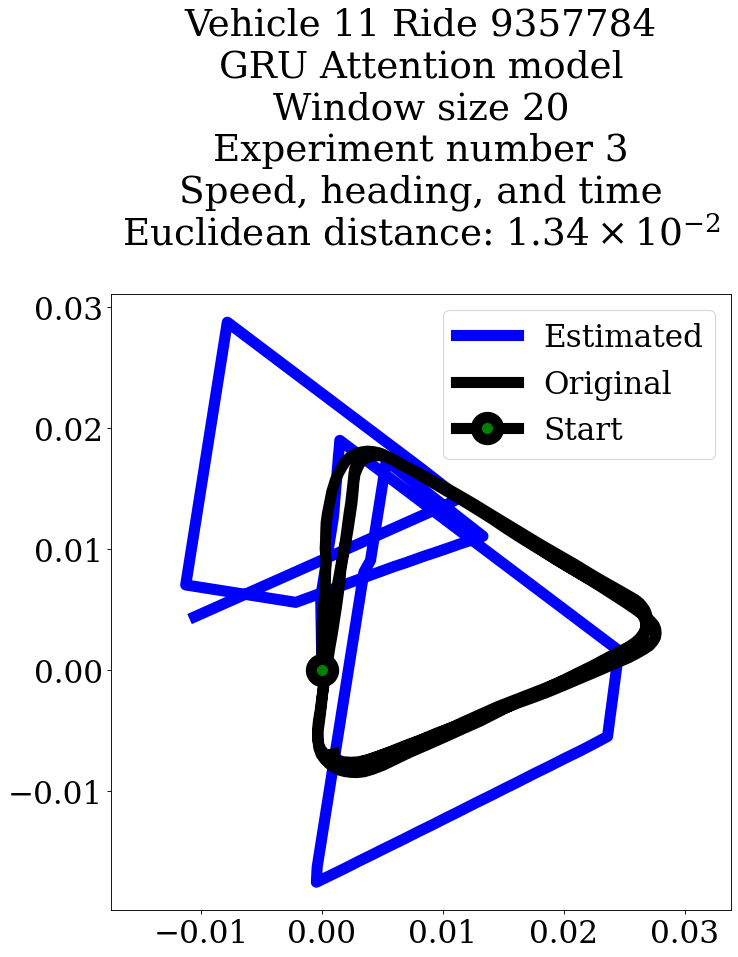 Vehicle 11 Ride 9357784
GRU Attention model
Window size 20
Experiment number 3
Speed, heading, and time
Euclidean distance: 1.34 × 10⁻²
0.03
0.02
0.01
0.00
−0.01
Estimated
Original
Start
−0.01 0.00 0.01 0.02 0.03